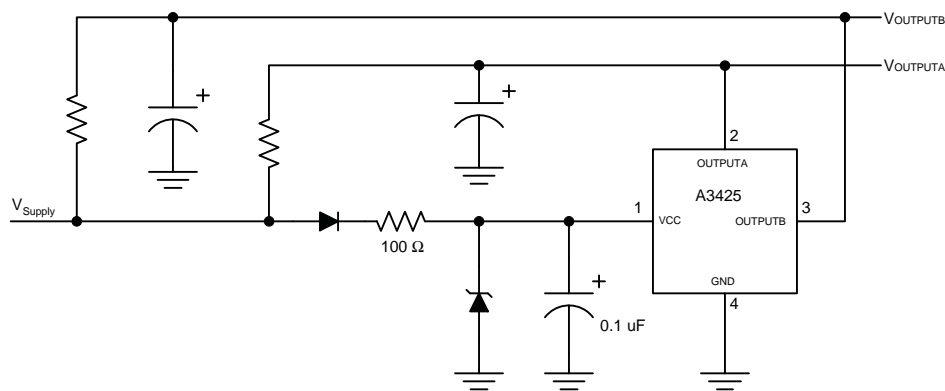 VOUTPUTB
VOUTPUTA
+
+
2
OUTPUTA
A3425
VSupply
1
VCC
OUTPUTB
3
100 Ω
GND
+
4
0.1 uF